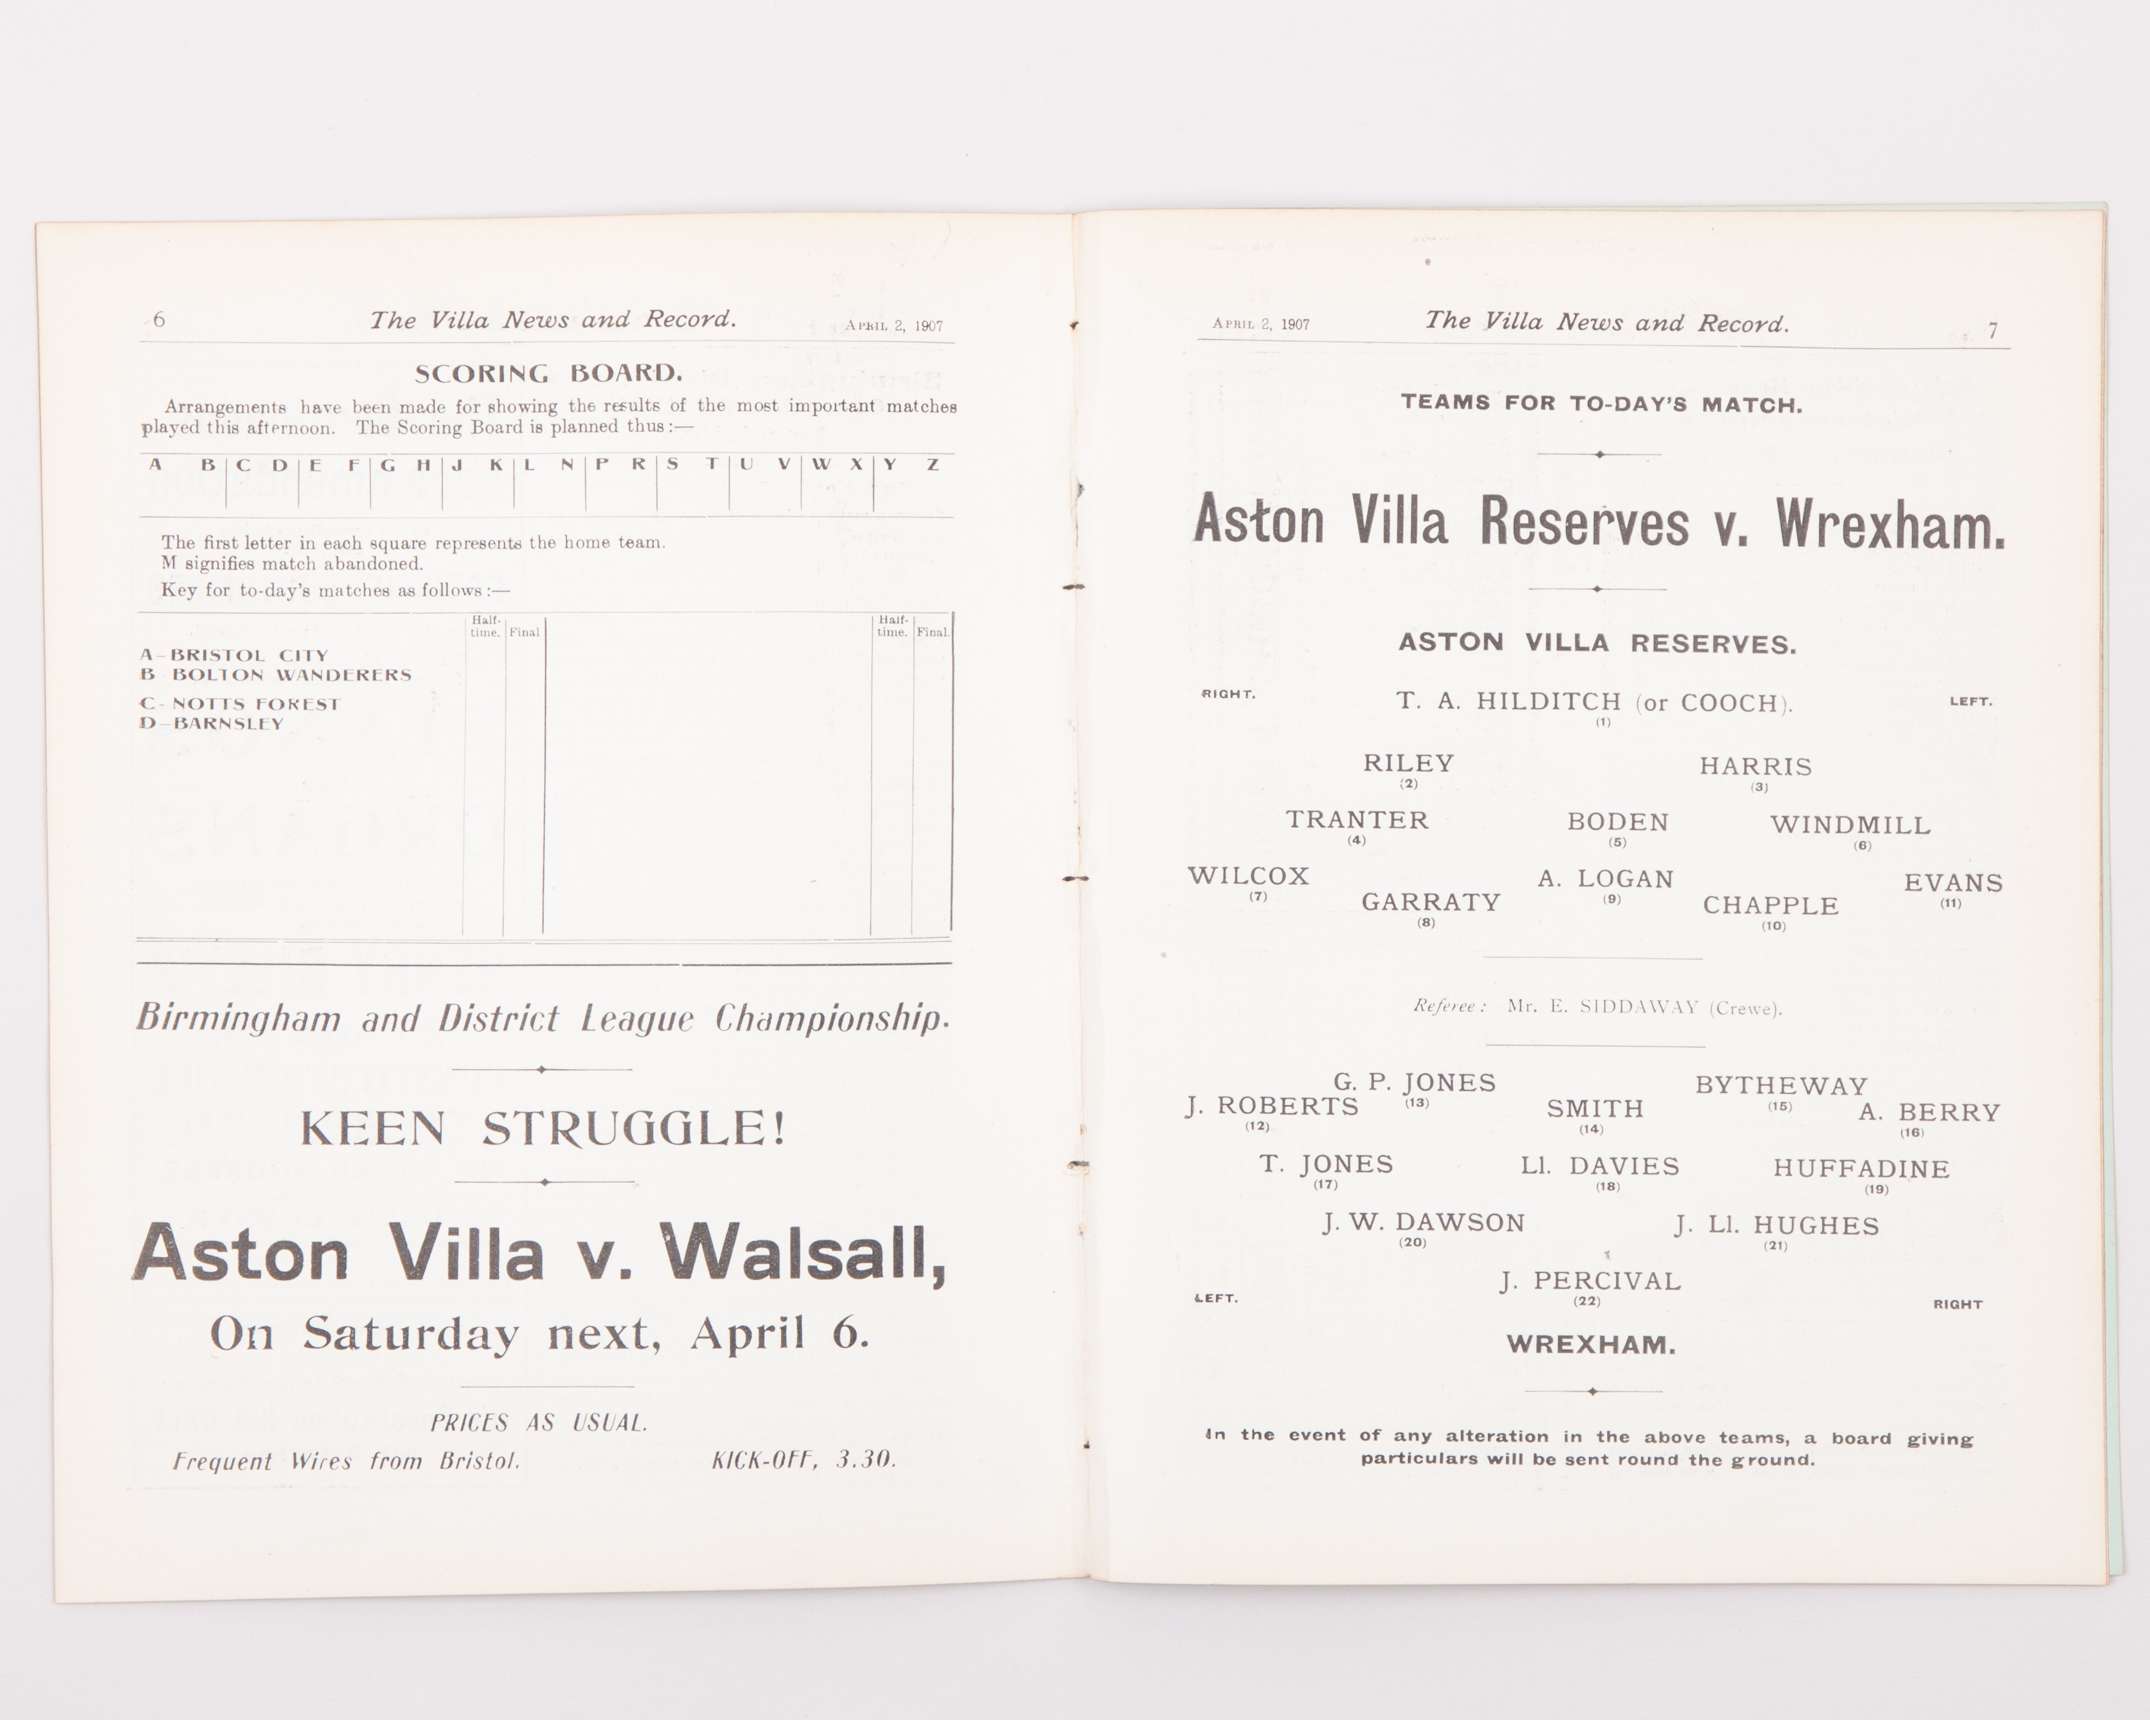 6 The Villa News and Record. APRIL 2, 1907
SCORING BOARD.
Arrangements have been made for showing the results of the most important matches
played this afternoon. The Scoring Board is planned thus :—
A B C D E F G H J K L N P R S T U V W X Y Z
The first letter in each square represents the home team.
M signifies match abandoned.
Key for to-day's matches as follows :—
Half-time. Final Half-time. Final.
A—BRISTOL CITY
B BOLTON WANDERERS
C- NOTTS FOREST
D—BARNSLEY
Birmingham and District League Championship.
KEEN STRUGGLE!
Aston Villa v. Walsall,
On Saturday next, April 6.
PRICES AS USUAL.
Frequent Wires from Bristol. KICK-OFF, 3.30.
APRIL 2, 1907 The Villa News and Record. 7
TEAMS FOR TO-DAY'S MATCH.
Aston Villa Reserves v. Wrexham.
ASTON VILLA RESERVES.
RIGHT. T. A. HILDITCH (or COOCH). LEFT.
(1)
RILEY HARRIS
(2) (3)
TRANTER BODEN WINDMILL
(4) (5) (6)
WILCOX A. LOGAN EVANS
(7) (9) (11)
GARRATY CHAPPLE
(8) (10)
Referee: Mr. E. SIDDAWAY (Crewe).
G. P. JONES BYTHEWAY
(13) (15)
J. ROBERTS SMITH A. BERRY
(12) (14) (16)
T. JONES Ll. DAVIES HUFFADINE
(17) (18) (19)
J. W. DAWSON J. Ll. HUGHES
(20) (21)
J. PERCIVAL
(22)
LEFT. RIGHT
WREXHAM.
In the event of any alteration in the above teams, a board giving
particulars will be sent round the ground.